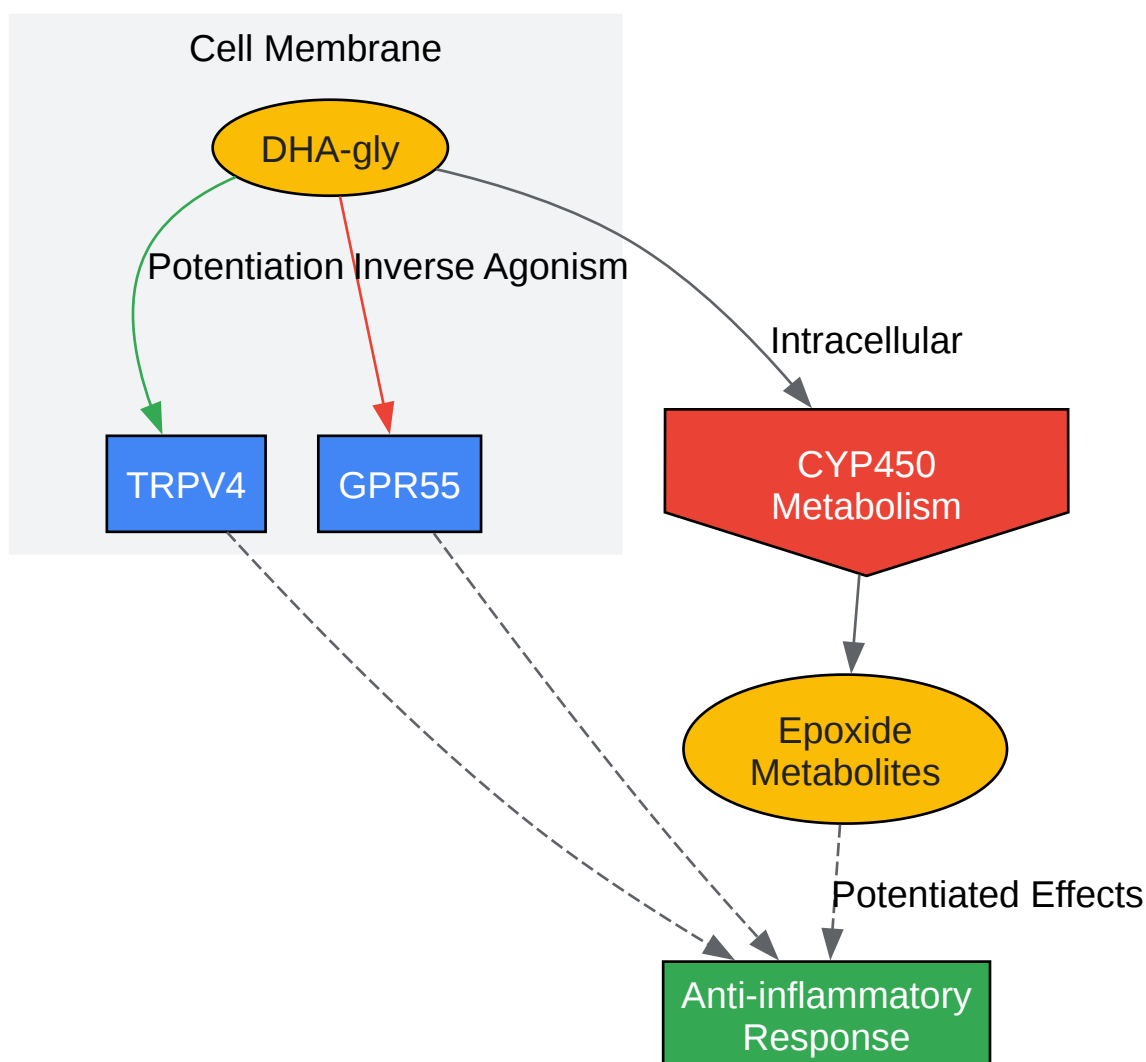 Cell Membrane
DHA-gly
Potentiation
Inverse Agonism
Intracellular
TRPV4
GPR55
CYP450
Metabolism
Epoxide
Metabolites
Potentiated Effects
Anti-inflammatory
Response